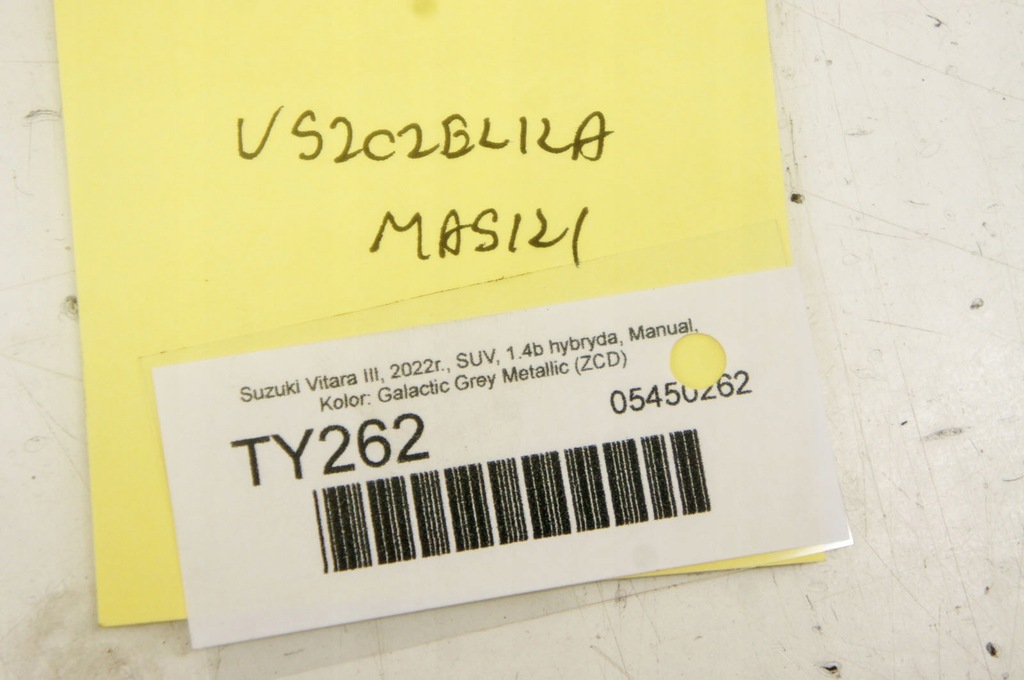 VS2C2BL12A
MAS121
Suzuki Vitara III, 2022r., SUV, 1.4b hybryda, Manual,
Kolor: Galactic Grey Metallic (ZCD)
TY262
05450262